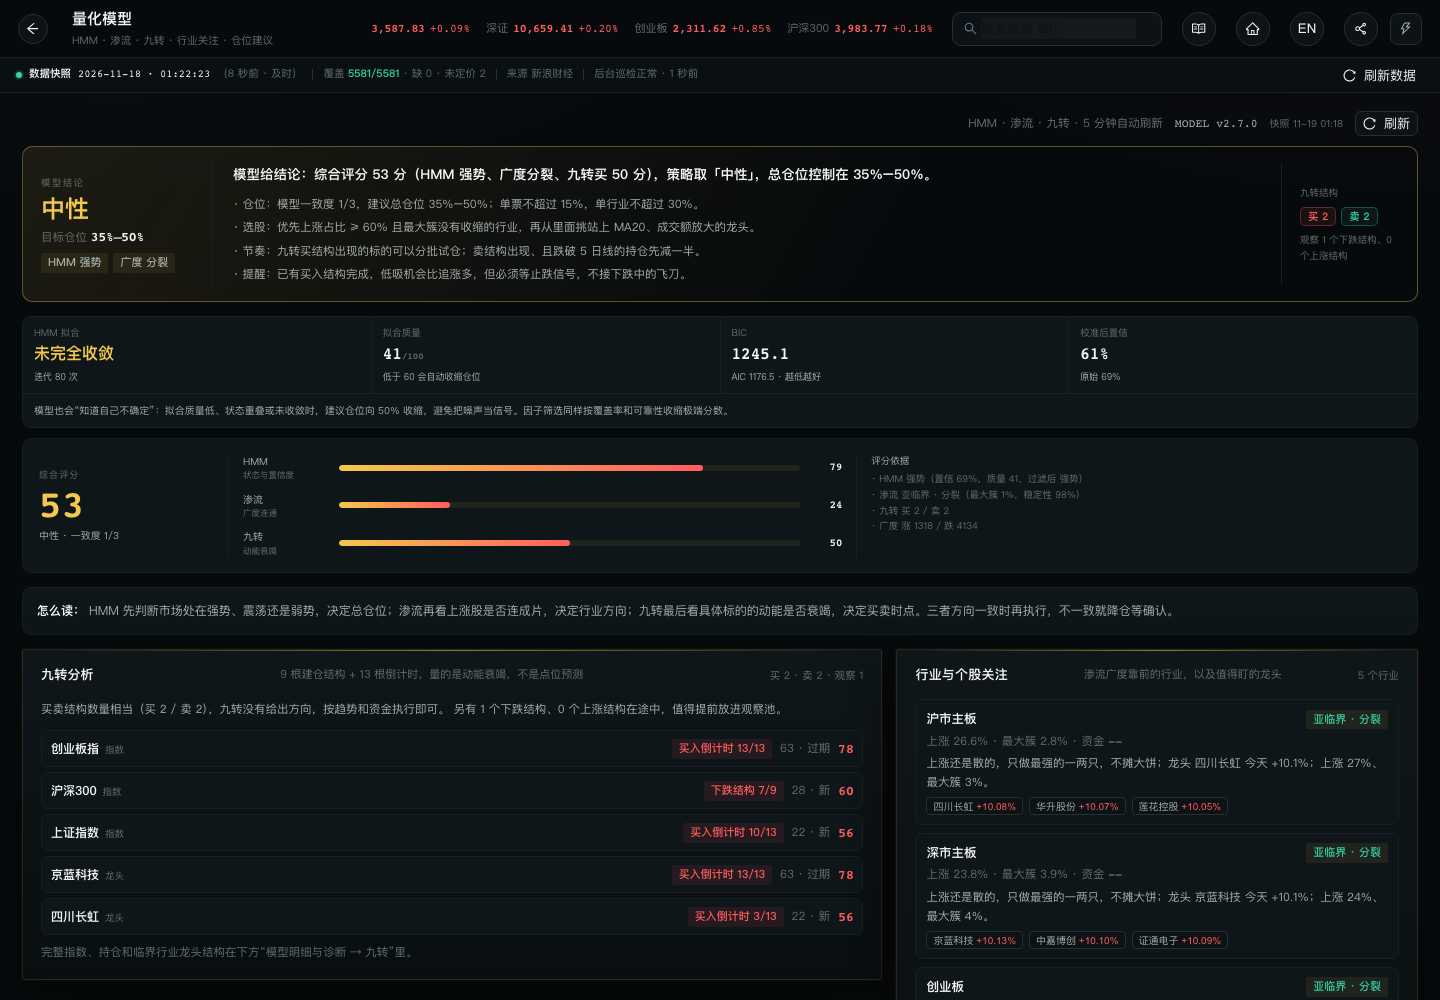 量化模型
HMM · 渗流 · 九转 · 行业关注 · 仓位建议
3,587.83 +0.09% 深证 10,659.41 +0.20% 创业板 2,311.62 +0.85% 沪深300 3,983.77 +0.18%
EN
数据快照 2026-11-18 · 01:22:23 (8 秒前 · 及时) 覆盖 5581/5581 · 缺 0 · 未定价 2 来源 新浪财经 后台巡检正常 · 1 秒前
刷新数据
HMM · 渗流 · 九转 · 5 分钟自动刷新 MODEL v2.7.0 快照 11-19 01:18 刷新
模型结论
中性
目标仓位 35%—50%
HMM 强势 广度 分裂
模型给结论：综合评分 53 分（HMM 强势、广度分裂、九转买 50 分），策略取「中性」，总仓位控制在 35%—50%。
· 仓位：模型一致度 1/3，建议总仓位 35%—50%；单票不超过 15%，单行业不超过 30%。
· 选股：优先上涨占比 ≥ 60% 且最大簇没有收缩的行业，再从里面挑站上 MA20、成交额放大的龙头。
· 节奏：九转买结构出现的标的可以分批试仓；卖结构出现、且跌破 5 日线的持仓先减一半。
· 提醒：已有买入结构完成，低吸机会比追涨多，但必须等止跌信号，不接下跌中的飞刀。
九转结构
买 2 卖 2
观察 1 个下跌结构、0
个上涨结构
HMM 拟合
未完全收敛
迭代 80 次
拟合质量
41/100
低于 60 会自动收缩仓位
BIC
1245.1
AIC 1176.5 · 越低越好
校准后置信
61%
原始 69%
模型也会“知道自己不确定”：拟合质量低、状态重叠或未收敛时，建议仓位向 50% 收缩，避免把噪声当信号。因子筛选同样按覆盖率和可靠性收缩极端分数。
综合评分
53
中性 · 一致度 1/3
HMM
状态与置信度
79
渗流
广度连通
24
九转
动能衰竭
50
评分依据
· HMM 强势（置信 69%，质量 41，过滤后 强势）
· 渗流 亚临界 · 分裂（最大簇 1%，稳定性 98%）
· 九转 买 2 / 卖 2
· 广度 涨 1318 / 跌 4134
怎么读： HMM 先判断市场处在强势、震荡还是弱势，决定总仓位；渗流再看上涨股是否连成片，决定行业方向；九转最后看具体标的的动能是否衰竭，决定买卖时点。三者方向一致时再执行，不一致就降仓等确认。
九转分析 9 根建仓结构 + 13 根倒计时，量的是动能衰竭，不是点位预测 买 2 · 卖 2 · 观察 1
买卖结构数量相当（买 2 / 卖 2），九转没有给出方向，按趋势和资金执行即可。 另有 1 个下跌结构、0 个上涨结构在途中，值得提前放进观察池。
创业板指 指数 买入倒计时 13/13 63 · 过期 78
沪深300 指数 下跌结构 7/9 28 · 新 60
上证指数 指数 买入倒计时 10/13 22 · 新 56
京蓝科技 龙头 买入倒计时 13/13 63 · 过期 78
四川长虹 龙头 买入倒计时 3/13 22 · 新 56
完整指数、持仓和临界行业龙头结构在下方“模型明细与诊断 → 九转”里。
行业与个股关注 渗流广度靠前的行业，以及值得盯的龙头 5 个行业
沪市主板 亚临界 · 分裂
上涨 26.6% · 最大簇 2.8% · 资金 —
上涨还是散的，只做最强的一两只，不摊大饼；龙头 四川长虹 今天 +10.1%；上涨 27%、
最大簇 3%。
四川长虹 +10.08% 华升股份 +10.07% 莲花控股 +10.05%
深市主板 亚临界 · 分裂
上涨 23.8% · 最大簇 3.9% · 资金 —
上涨还是散的，只做最强的一两只，不摊大饼；龙头 京蓝科技 今天 +10.1%；上涨 24%、
最大簇 4%。
京蓝科技 +10.13% 中嘉博创 +10.10% 证通电子 +10.09%
创业板 亚临界 · 分裂